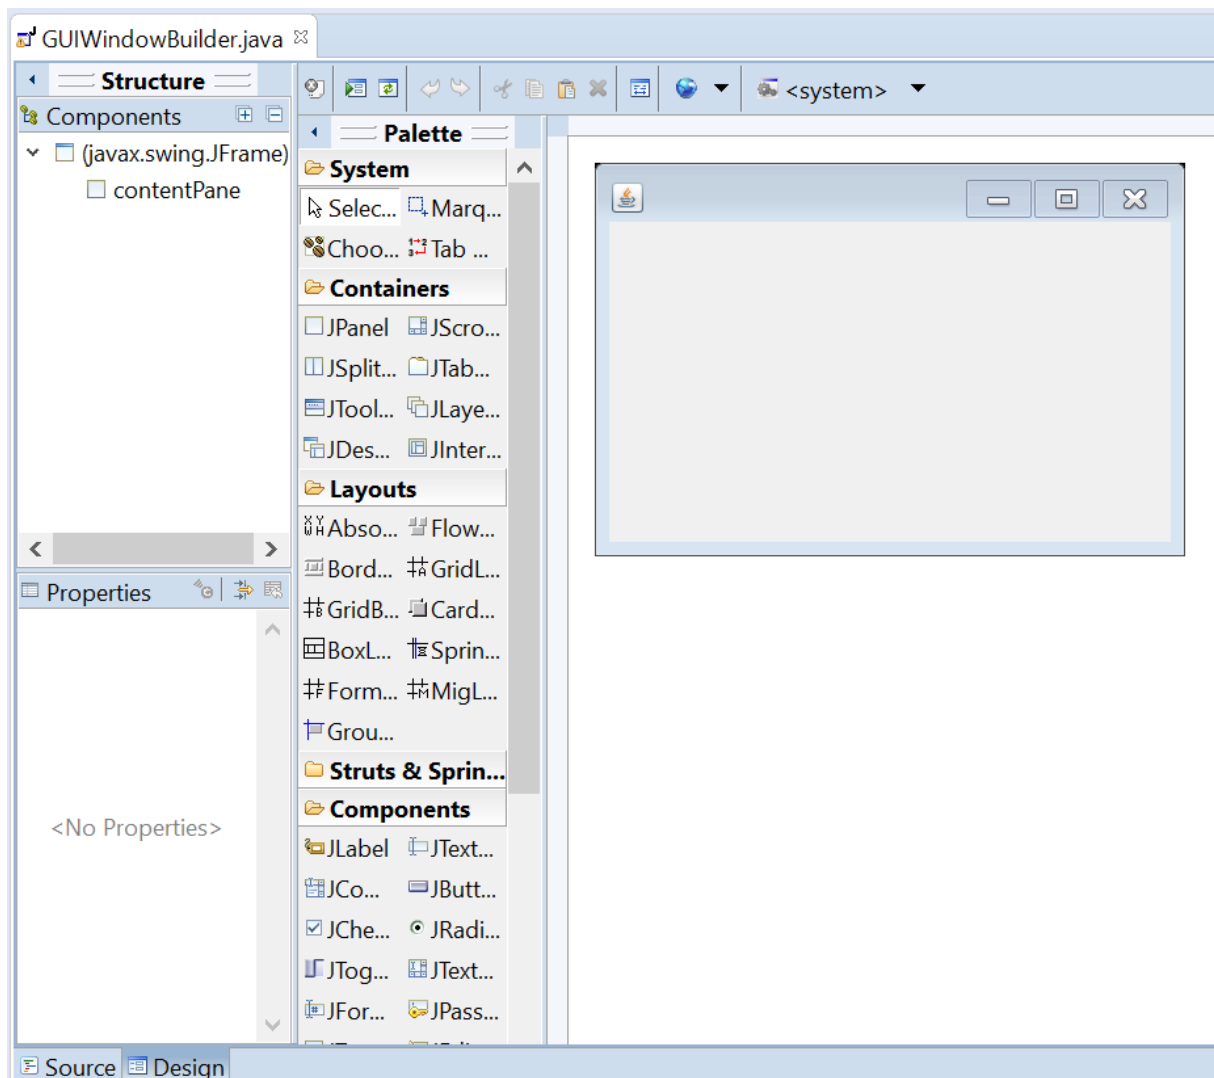 GUIWindowBuilder.java
Structure
Components
(javax.swing.JFrame)
contentPane
Properties
<No Properties>
<system>
Palette
System
Selec... Marq...
Choo... Tab ...
Containers
JPanel JScro...
JSplit... JTab...
JTool... JLaye...
JDes... JInter...
Layouts
Abso... Flow...
Bord... GridL...
GridB... Card...
BoxL... Sprin...
Form... MigL...
Grou...
Struts & Sprin...
Components
JLabel JText...
JCo... JButt...
JChe... JRadi...
JTog... JText...
JFor... JPass...
Source Design